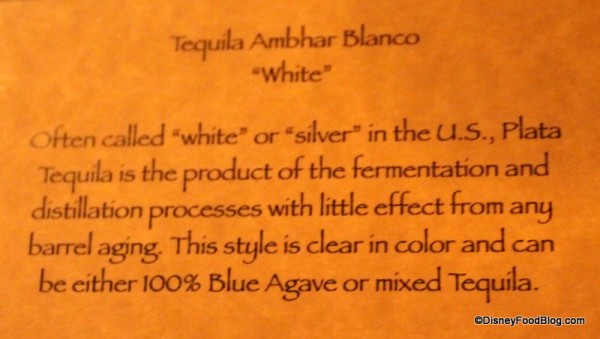 Tequila Ambhar Blanco
"White"
Often called "white" or "silver" in the U.S., Plata
Tequila is the product of the fermentation and
distillation processes with little effect from any
barrel aging. This style is clear in color and can
be either 100% Blue Agave or mixed Tequila.
©DisneyFoodBlog.com